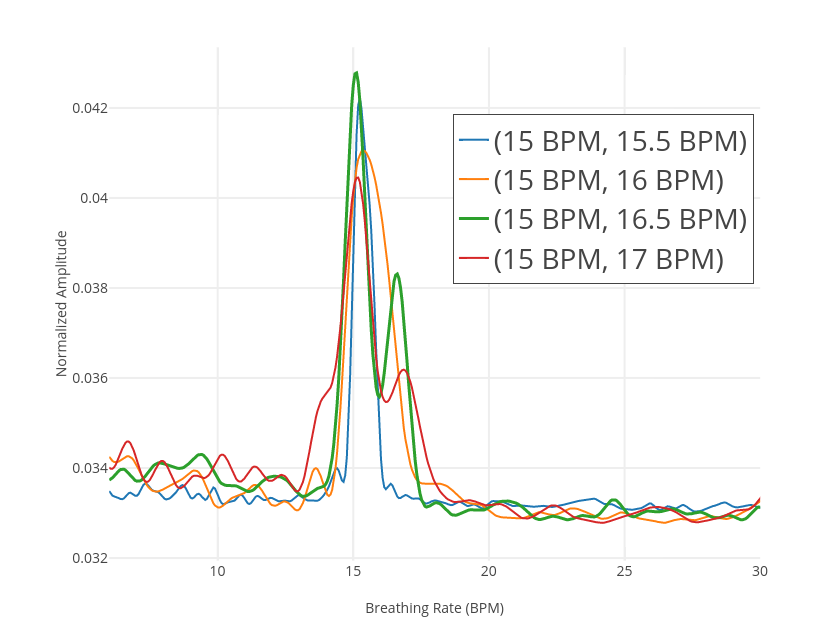 0.042
0.04
0.038
0.036
0.034
0.032
Normalized Amplitude
(15 BPM, 15.5 BPM)
(15 BPM, 16 BPM)
(15 BPM, 16.5 BPM)
(15 BPM, 17 BPM)
10 15 20 25 30
Breathing Rate (BPM)